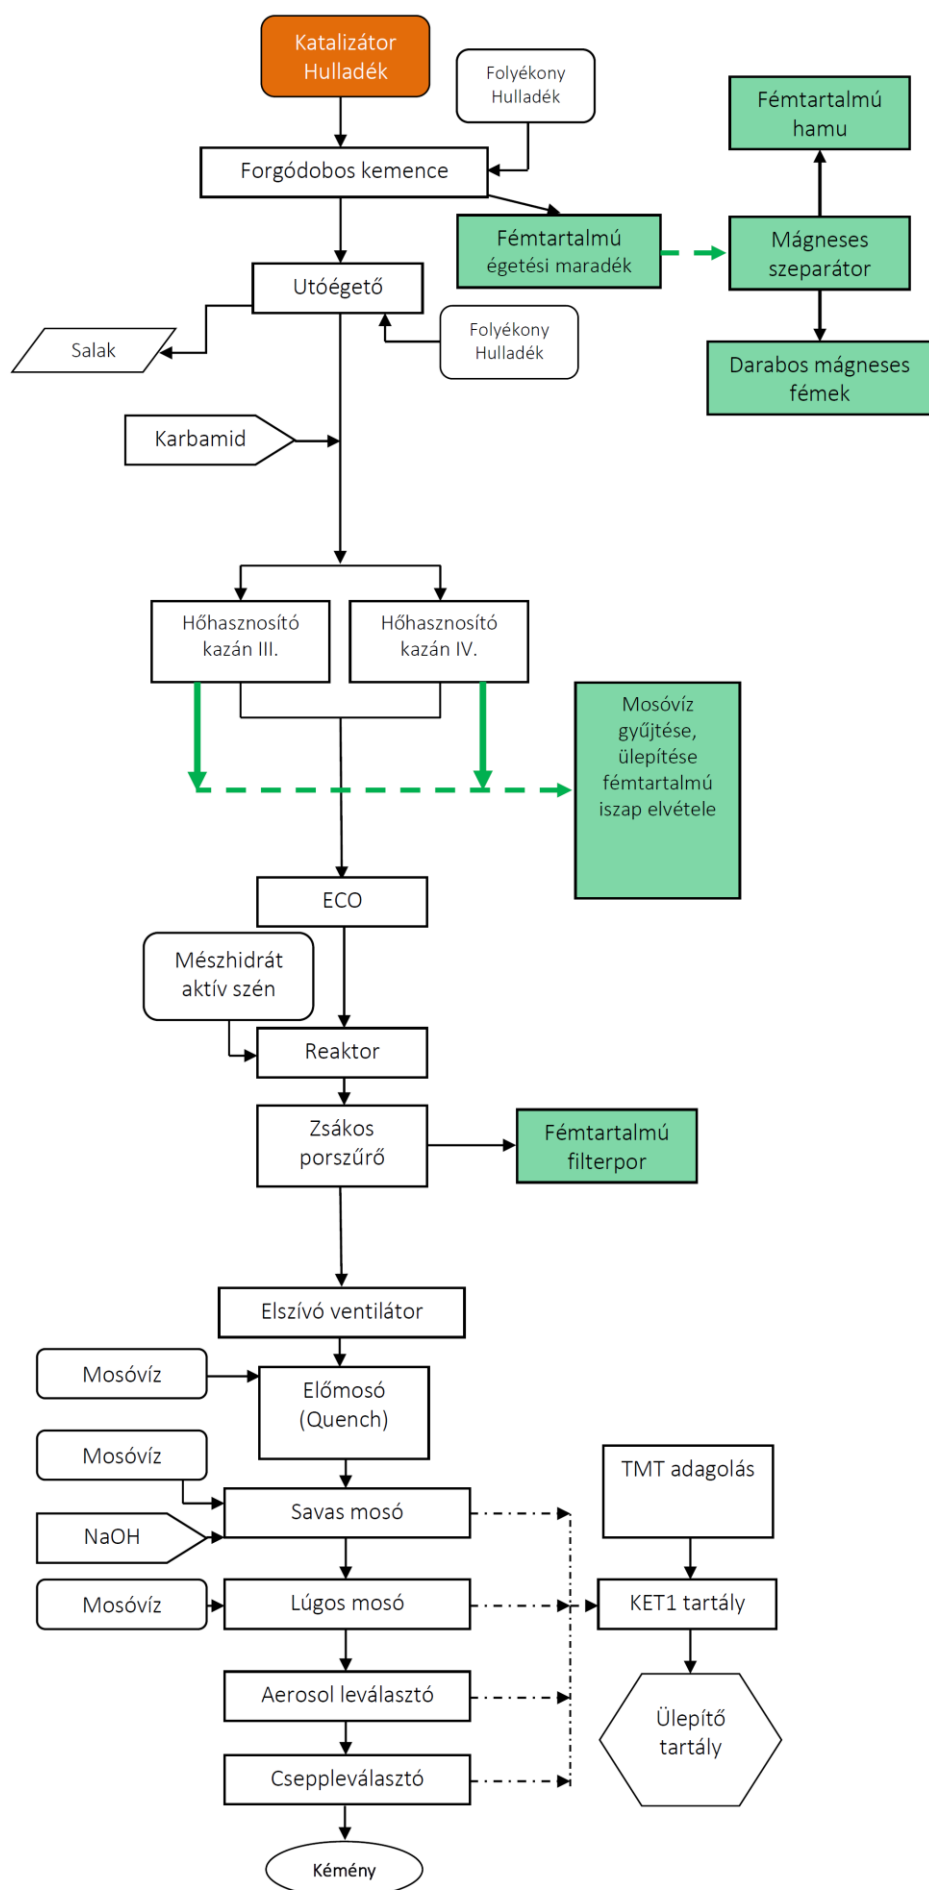 Katalizátor
Hulladék
Folyékony
Hulladék
Fémtartalmú
hamu
Forgódobos kemence
Fémtartalmú
égetési maradék
Mágneses
szeparátor
Utóégető
Folyékony
Hulladék
Salak
Darabos mágneses
fémek
Karbamid
Hőhasznosító
kazán III.
Hőhasznosító
kazán IV.
Mosóvíz
gyűjtése,
ülepítése
fémtartalmú
iszap elvétele
ECO
Mészhidrát
aktív szén
Reaktor
Zsákos
porszűrő
Fémtartalmú
filterpor
Elszívó ventilátor
Mosóvíz
Előmosó
(Quench)
Mosóvíz
TMT adagolás
Savas mosó
NaOH
Mosóvíz
Lúgos mosó
KET1 tartály
Aerosol leválasztó
Ülepítő
tartály
Cseppleválasztó
Kémény